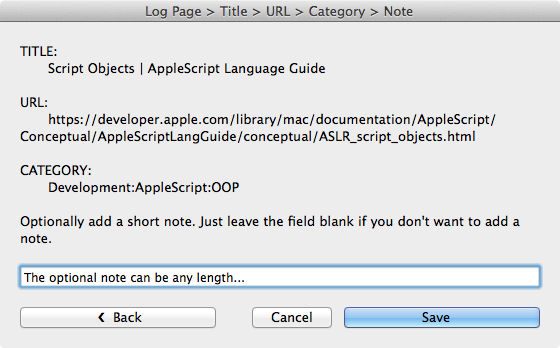 Log Page > Title > URL > Category > Note
TITLE:
Script Objects | AppleScript Language Guide
URL:
https://developer.apple.com/library/mac/documentation/AppleScript/
Conceptual/AppleScriptLangGuide/conceptual/ASLR_script_objects.html
CATEGORY:
Development:AppleScript:OOP
Optionally add a short note. Just leave the field blank if you don't want to add a
note.
The optional note can be any length...
‹ Back
Cancel
Save